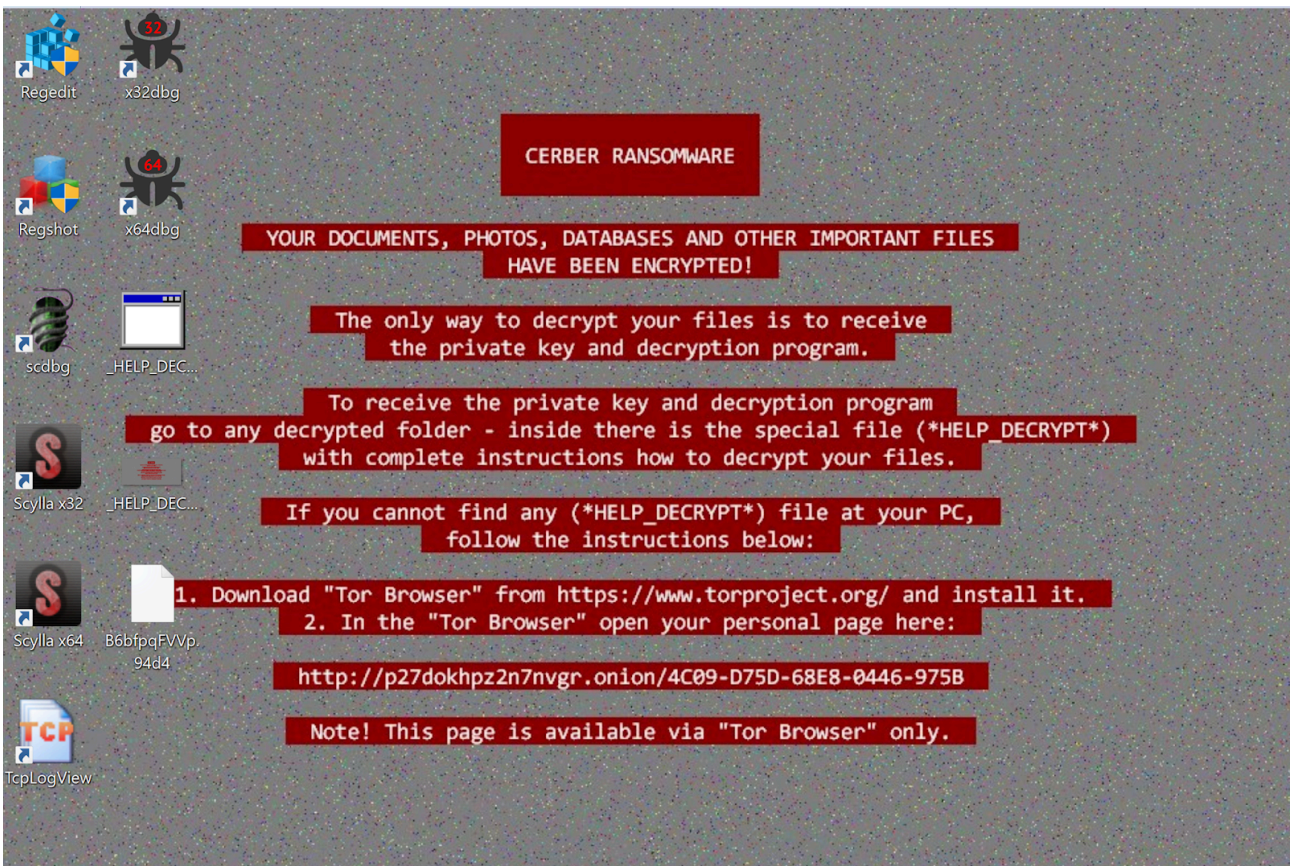 32
Regedit
x32dbg
64
Regshot
x64dbg
scdbg
_HELP_DEC...
Scylla x32
_HELP_DEC...
Scylla x64
B6bfpqFVVp.
94d4
TCP
TcpLogView
CERBER RANSOMWARE
YOUR DOCUMENTS, PHOTOS, DATABASES AND OTHER IMPORTANT FILES
HAVE BEEN ENCRYPTED!
The only way to decrypt your files is to receive
the private key and decryption program.
To receive the private key and decryption program
go to any decrypted folder - inside there is the special file (*HELP_DECRYPT*)
with complete instructions how to decrypt your files.
If you cannot find any (*HELP_DECRYPT*) file at your PC,
follow the instructions below:
1. Download "Tor Browser" from https://www.torproject.org/ and install it.
2. In the "Tor Browser" open your personal page here:
http://p27dokhpz2n7nvgr.onion/4C09-D75D-68E8-0446-975B
Note! This page is available via "Tor Browser" only.